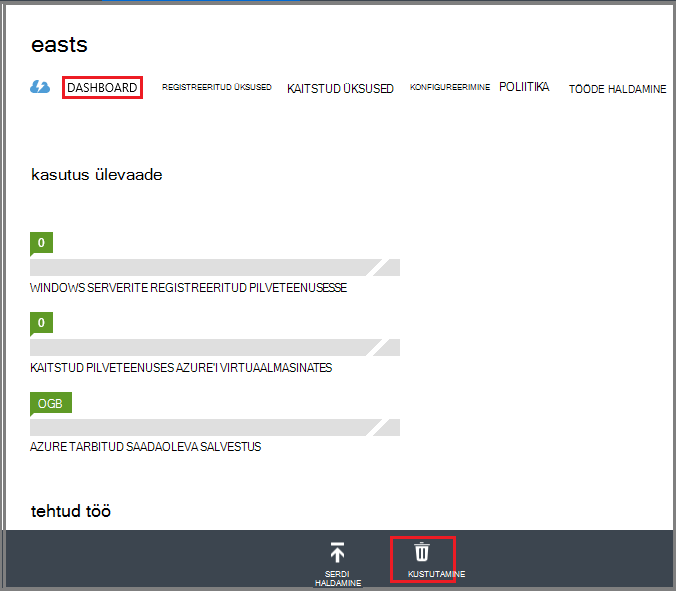 easts
DASHBOARD REGISTREERITUD ÜKSUSED KAITSTUD ÜKSUSED KONFIGUREERIMINE POLIITIKA TÖÖDE HALDAMINE
kasutus ülevaade
0
WINDOWS SERVERITE REGISTREERITUD PILVETEENUSESSE
0
KAITSTUD PILVETEENUSES AZURE'I VIRTUAALMASINATES
OGB
AZURE TARBITUD SAADAOLEVA SALVESTUS
tehtud töö
SERDI
HALDAMINE
KUSTUTAMINE